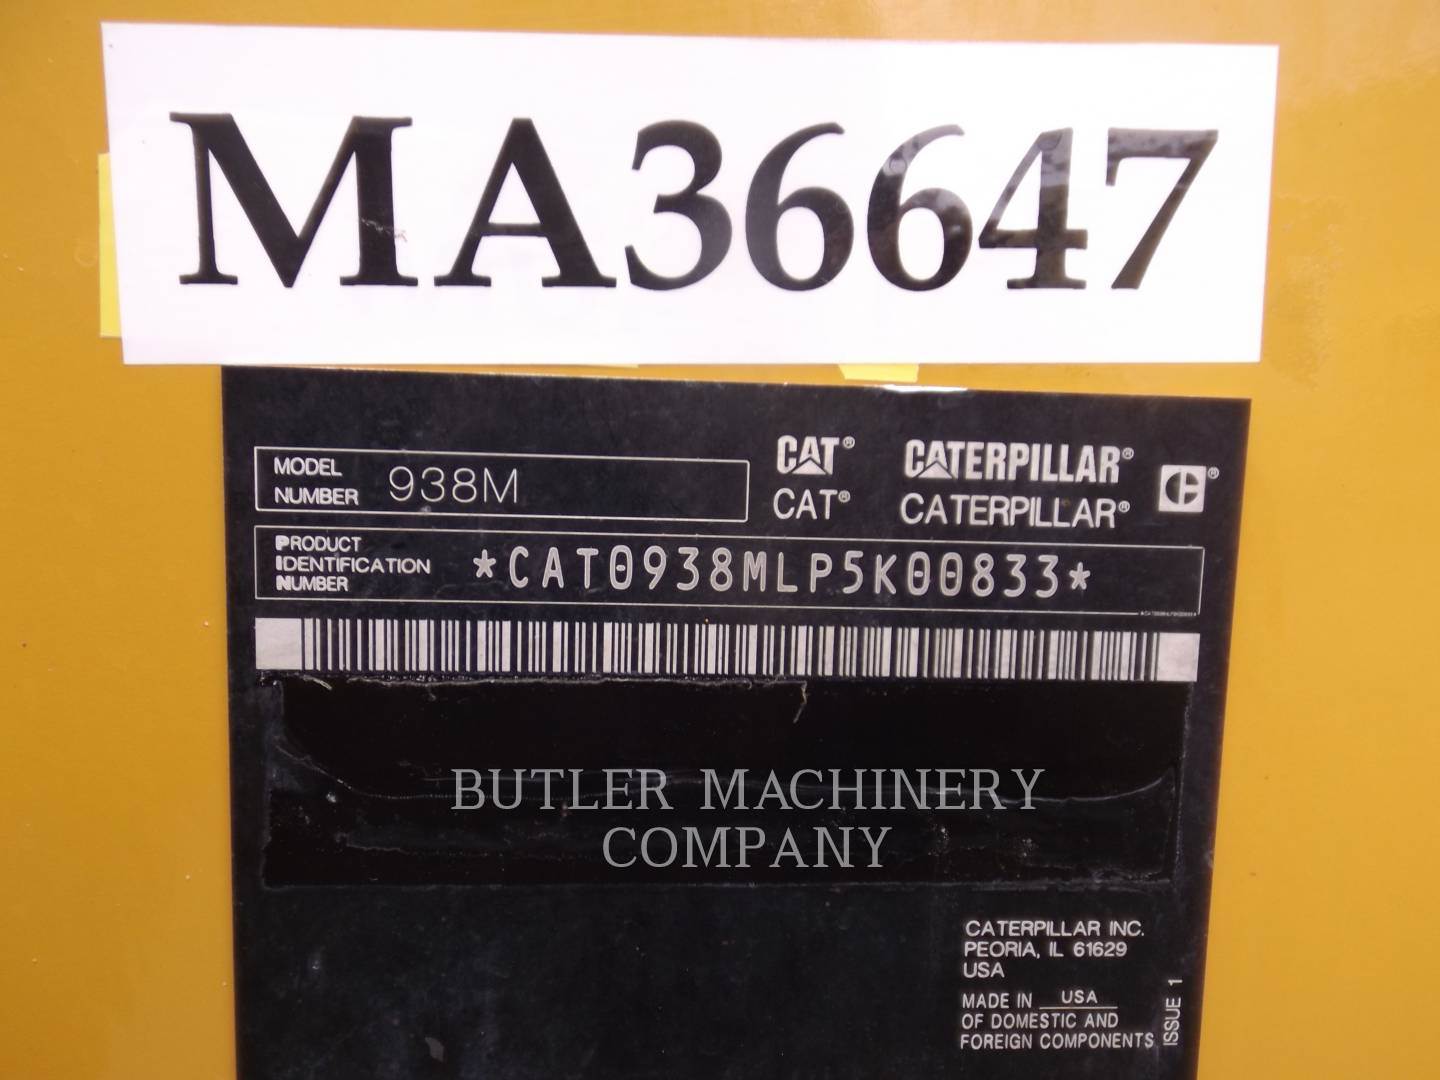 MA36647
MODEL NUMBER 938M
CAT® CATERPILLAR®
CAT® CATERPILLAR®
PRODUCT IDENTIFICATION NUMBER *CAT0938MLP5K00833*
BUTLER MACHINERY
COMPANY
CATERPILLAR INC.
PEORIA, IL 61629
USA
MADE IN USA
OF DOMESTIC AND
FOREIGN COMPONENTS
ISSUE 1